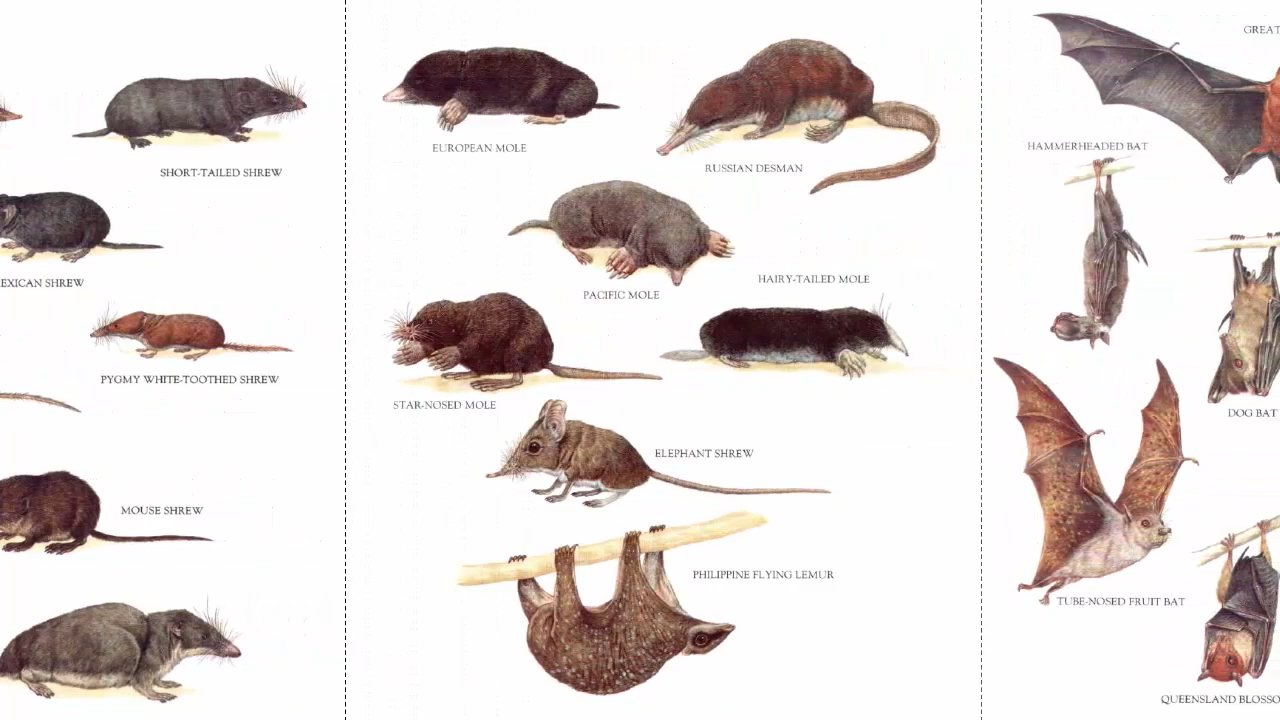 SHORT-TAILED SHREW
EXICAN SHREW
PYGMY WHITE-TOOTHED SHREW
MOUSE SHREW
EUROPEAN MOLE
RUSSIAN DESMAN
PACIFIC MOLE
HAIRY-TAILED MOLE
STAR-NOSED MOLE
ELEPHANT SHREW
PHILIPPINE FLYING LEMUR
GREAT
HAMMERHEADED BAT
DOG BAT
TUBE-NOSED FRUIT BAT
QUEENSLAND BLOSSO